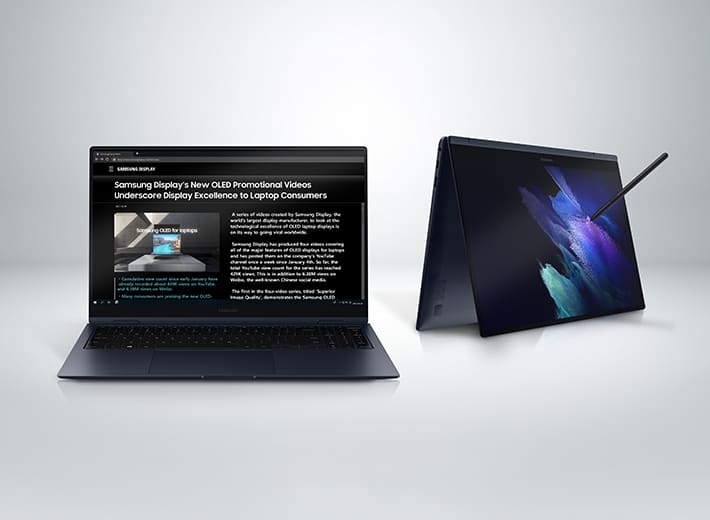 SAMSUNG DISPLAY
Samsung Display's New OLED Promotional Videos
Underscore Display Excellence to Laptop Consumers
Samsung OLED for laptops
• Cumulative view count since early January have
already recorded about 429K views on YouTube,
and 6.38M views on Weibo.
• Many consumers are praising the new OLED-
A series of videos created by Samsung Display, the
world's largest display manufacturer, to look at the
technological excellence of OLED laptop displays is
on its way to going viral worldwide.
Samsung Display has produced four videos covering
all of the major features of OLED displays for laptops
and has posted them on the company's YouTube
channel once a week since January 4th. So far, the
total YouTube view count for the series has reached
429K views. This is in addition to 6.38M views on
Weibo, the well-known Chinese social media.
The first in the four-video series, titled 'Superior
Image Quality', demonstrates the Samsung OLED
SAMSUNG